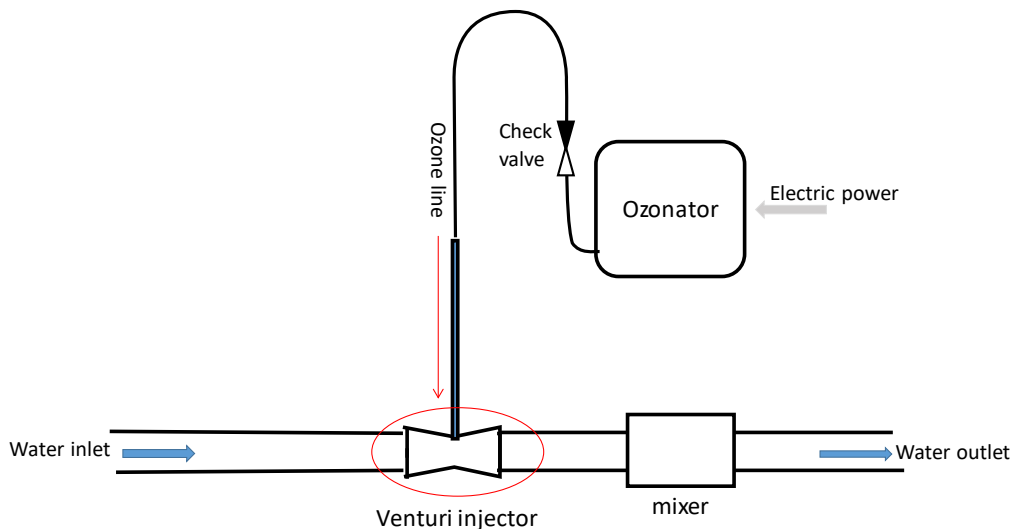 Ozone line
Check
valve
Ozonator
Electric power
Water inlet
Water outlet
Venturi injector
mixer